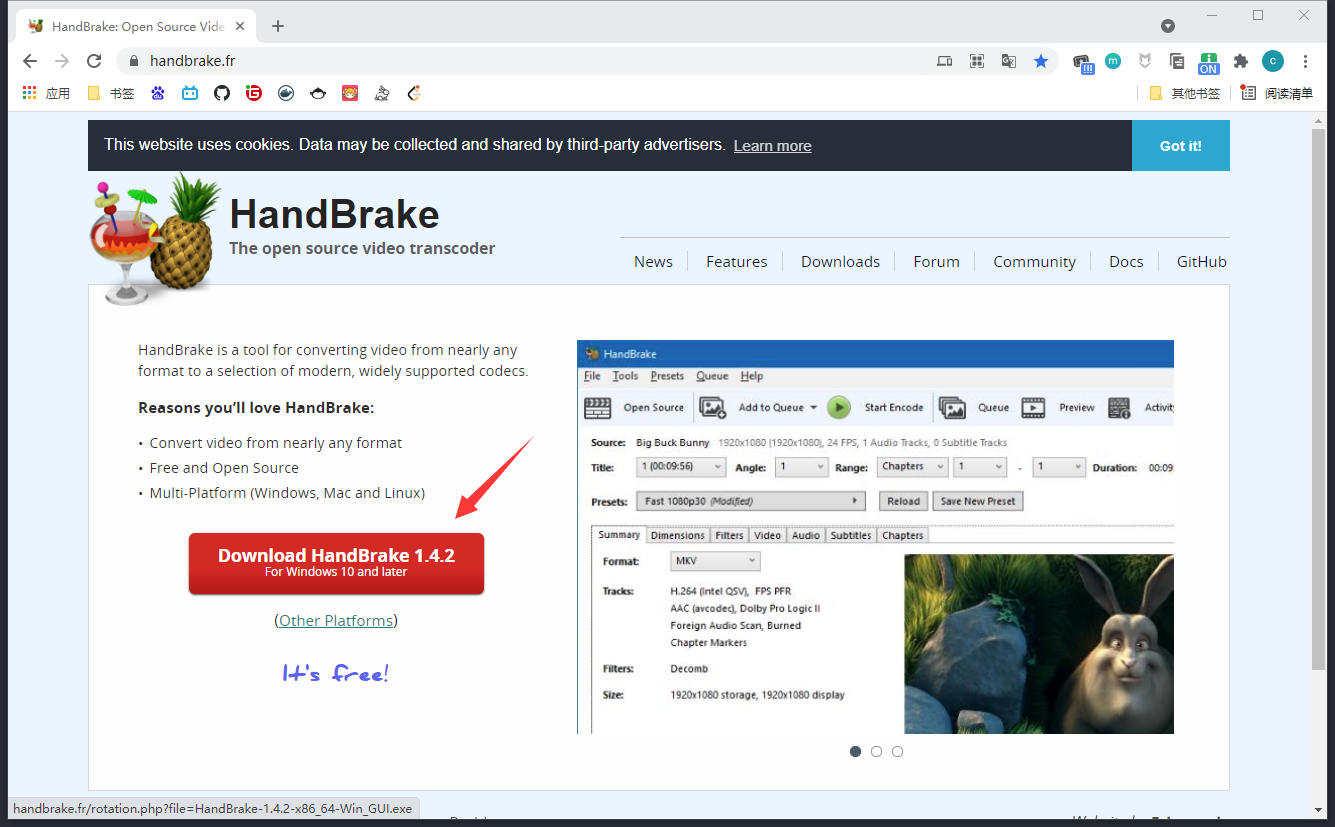 HandBrake: Open Source Vide
handbrake.fr
ON
m
c
应用
书签
其他书签
阅读清单
This website uses cookies. Data may be collected and shared by third-party advertisers. Learn more
Got it!
HandBrake
The open source video transcoder
News
Features
Downloads
Forum
Community
Docs
GitHub
HandBrake is a tool for converting video from nearly any
format to a selection of modern, widely supported codecs.
Reasons you’ll love HandBrake:
• Convert video from nearly any format
• Free and Open Source
• Multi-Platform (Windows, Mac and Linux)
Download HandBrake 1.4.2
For Windows 10 and later
(Other Platforms)
It's free!
HandBrake
File Tools Presets Queue Help
Open Source Add to Queue Start Encode Queue Preview Activity
Source: Big Buck Bunny 1920x1080 (1920x1080), 24 FPS, 1 Audio Tracks, 0 Subtitle Tracks
Title: 1 (00:09:56) Angle: 1 Range: Chapters 1 - 1 Duration: 00:09:
Presets: Fast 1080p30 (Modified) Reload Save New Preset
Summary Dimensions Filters Video Audio Subtitles Chapters
Format: MKV
Tracks: H.264 (Intel QSV), FPS PFR
AAC (avcodec), Dolby Pro Logic II
Foreign Audio Scan, Burned
Chapter Markers
Filters: Decomb
Size: 1920x1080 storage, 1920x1080 display
handbrake.fr/rotation.php?file=HandBrake-1.4.2-x86_64-Win_GUI.exe